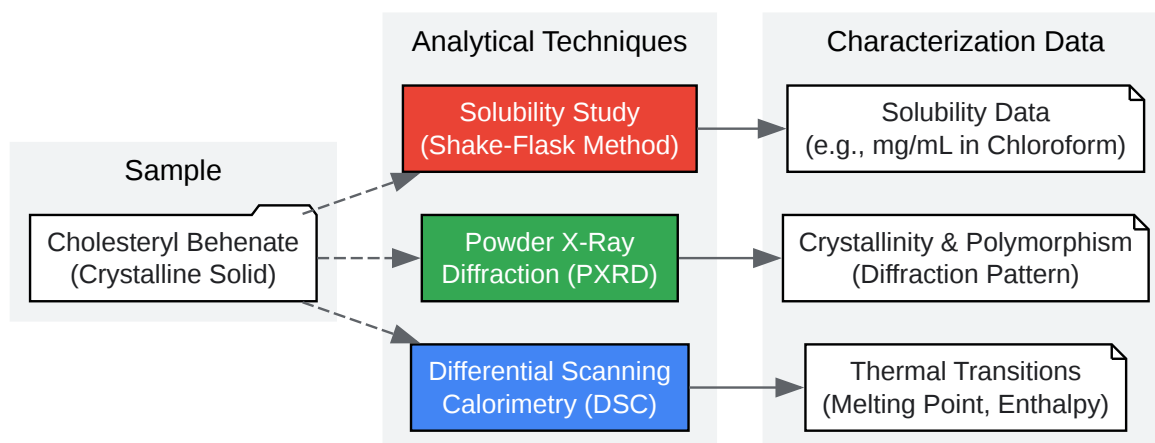 Sample
Cholesteryl Behenate
(Crystalline Solid)
Analytical Techniques
Solubility Study
(Shake-Flask Method)
Powder X-Ray
Diffraction (PXRD)
Differential Scanning
Calorimetry (DSC)
Characterization Data
Solubility Data
(e.g., mg/mL in Chloroform)
Crystallinity & Polymorphism
(Diffraction Pattern)
Thermal Transitions
(Melting Point, Enthalpy)